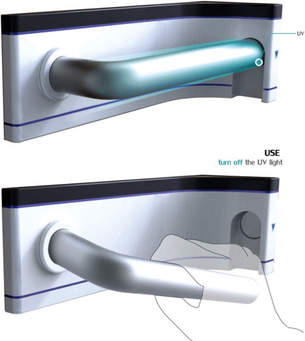 UV
USE
turn off the UV light